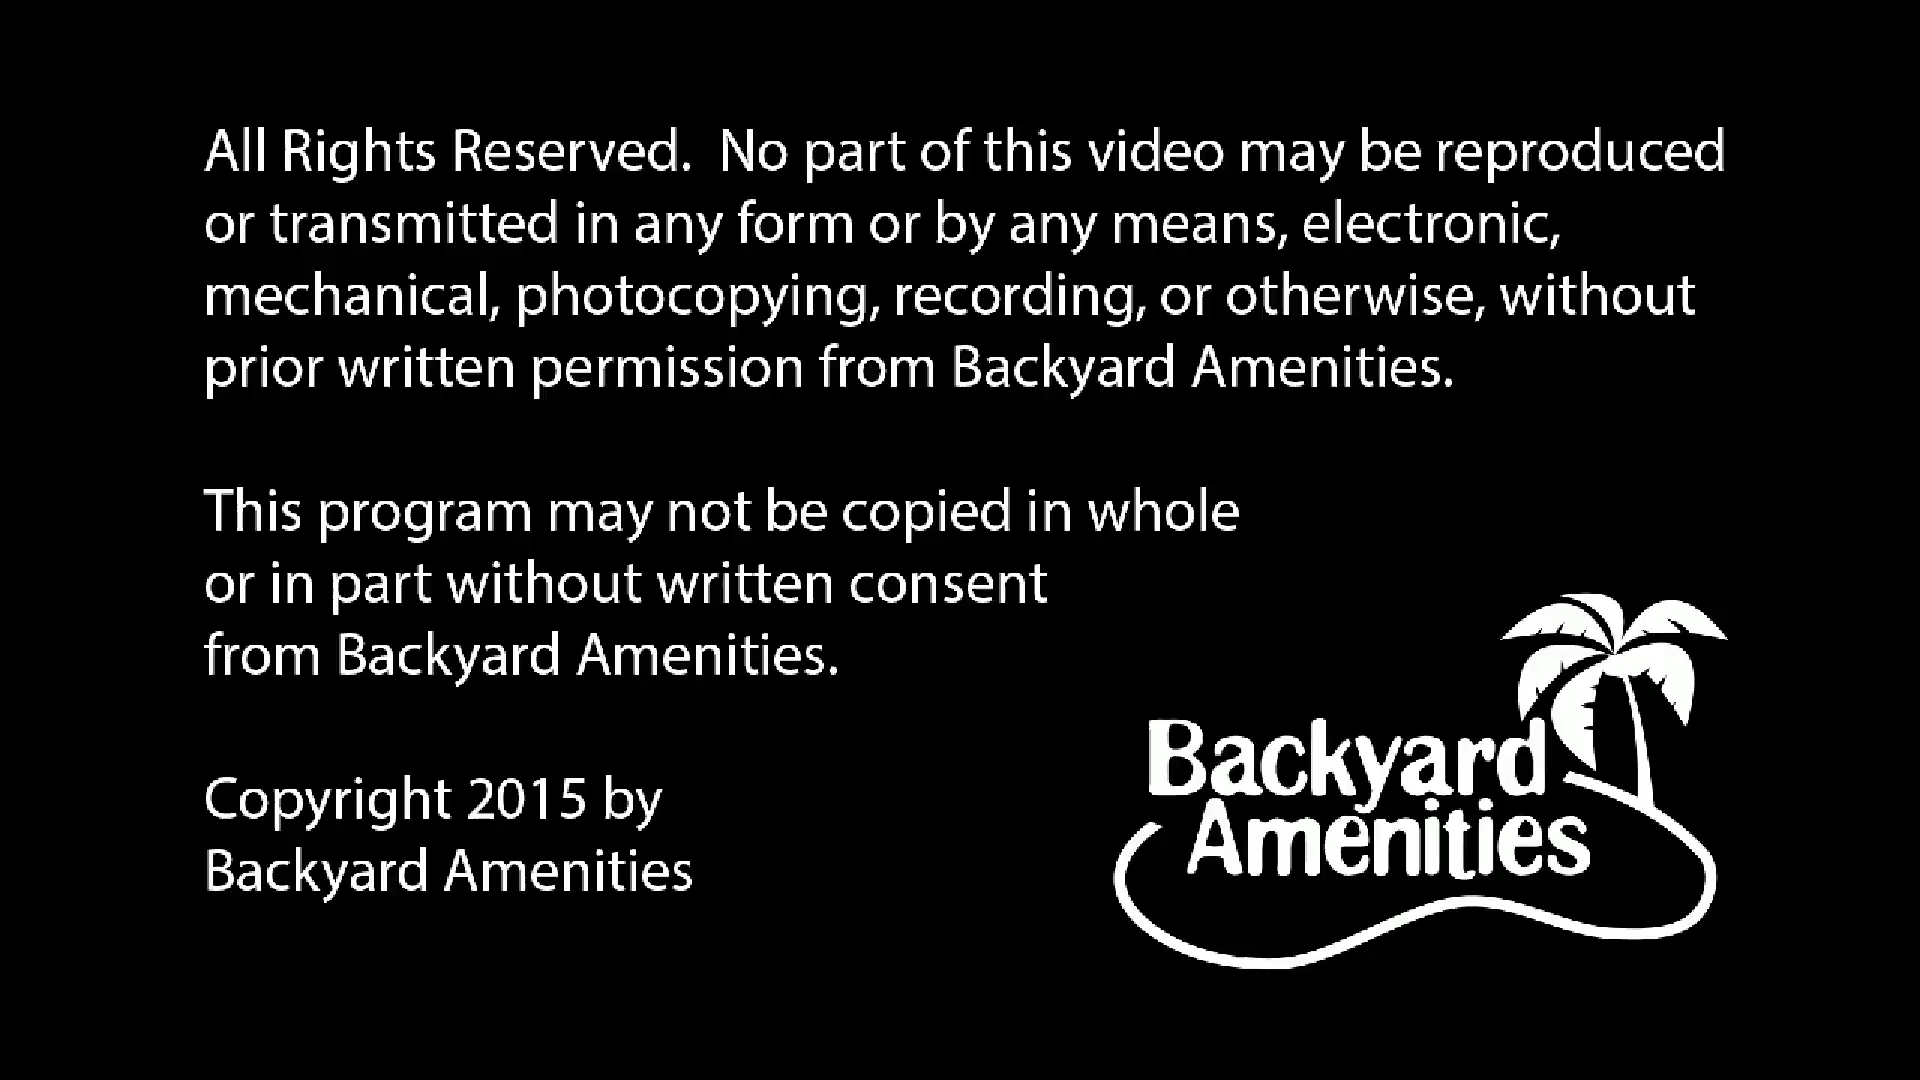 All Rights Reserved.  No part of this video may be reproduced
or transmitted in any form or by any means, electronic,
mechanical, photocopying, recording, or otherwise, without
prior written permission from Backyard Amenities.
This program may not be copied in whole
or in part without written consent
from Backyard Amenities.
Copyright 2015 by
Backyard Amenities
Backyard
Amenities